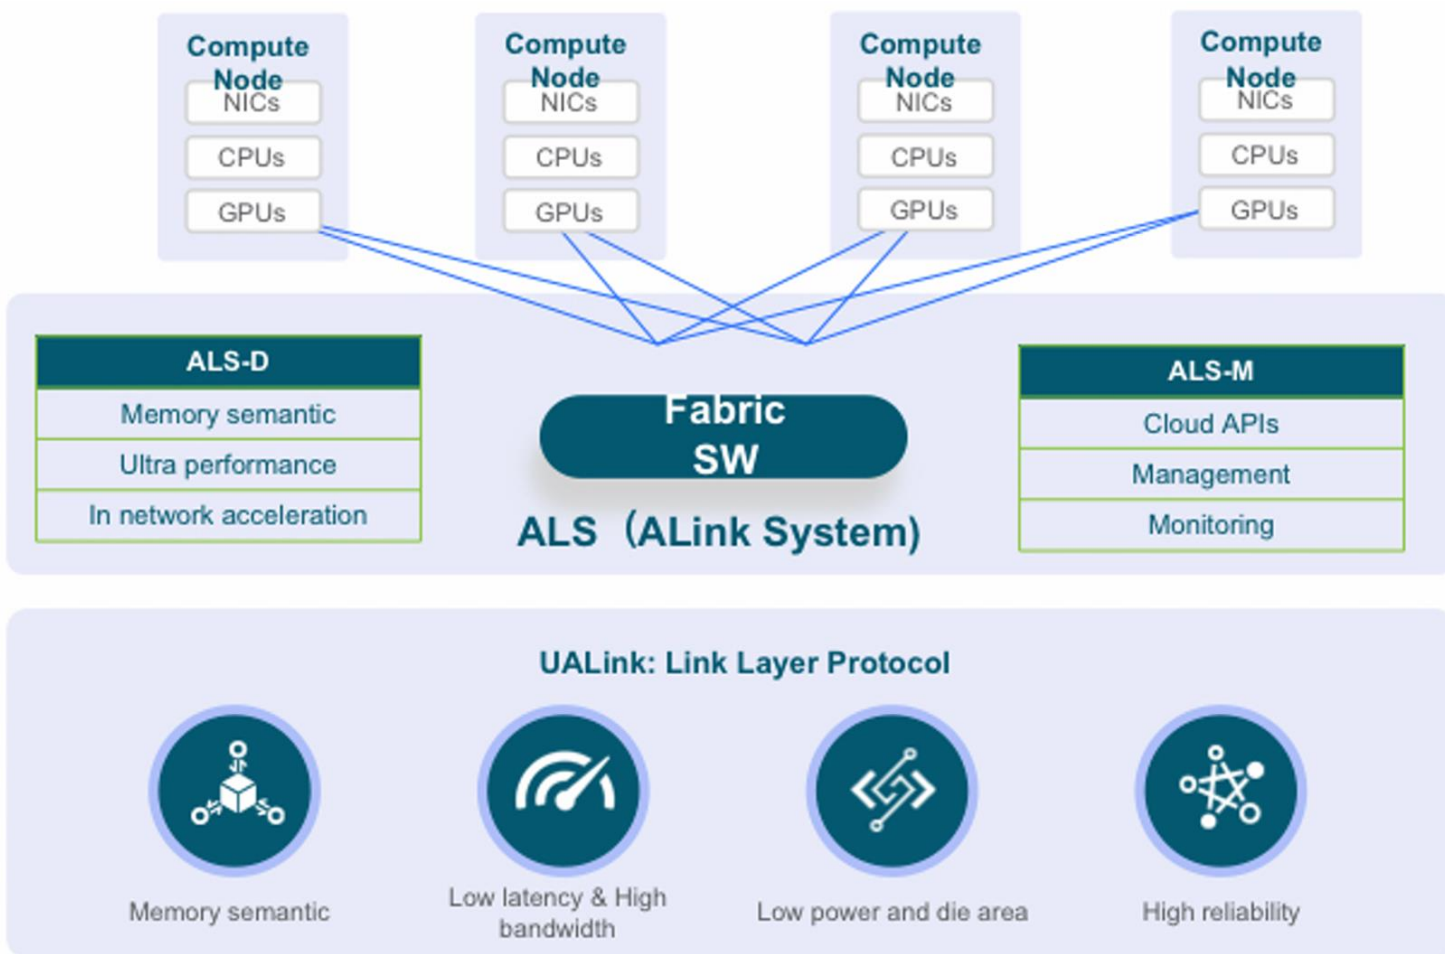 Compute
Node
NICs
CPUs
GPUs
Compute
Node
NICs
CPUs
GPUs
Compute
Node
NICs
CPUs
GPUs
Compute
Node
NICs
CPUs
GPUs
ALS-D
Memory semantic
Ultra performance
In network acceleration
Fabric
SW
ALS（ALink System)
ALS-M
Cloud APIs
Management
Monitoring
UALink: Link Layer Protocol
Memory semantic
Low latency & High
bandwidth
Low power and die area
High reliability